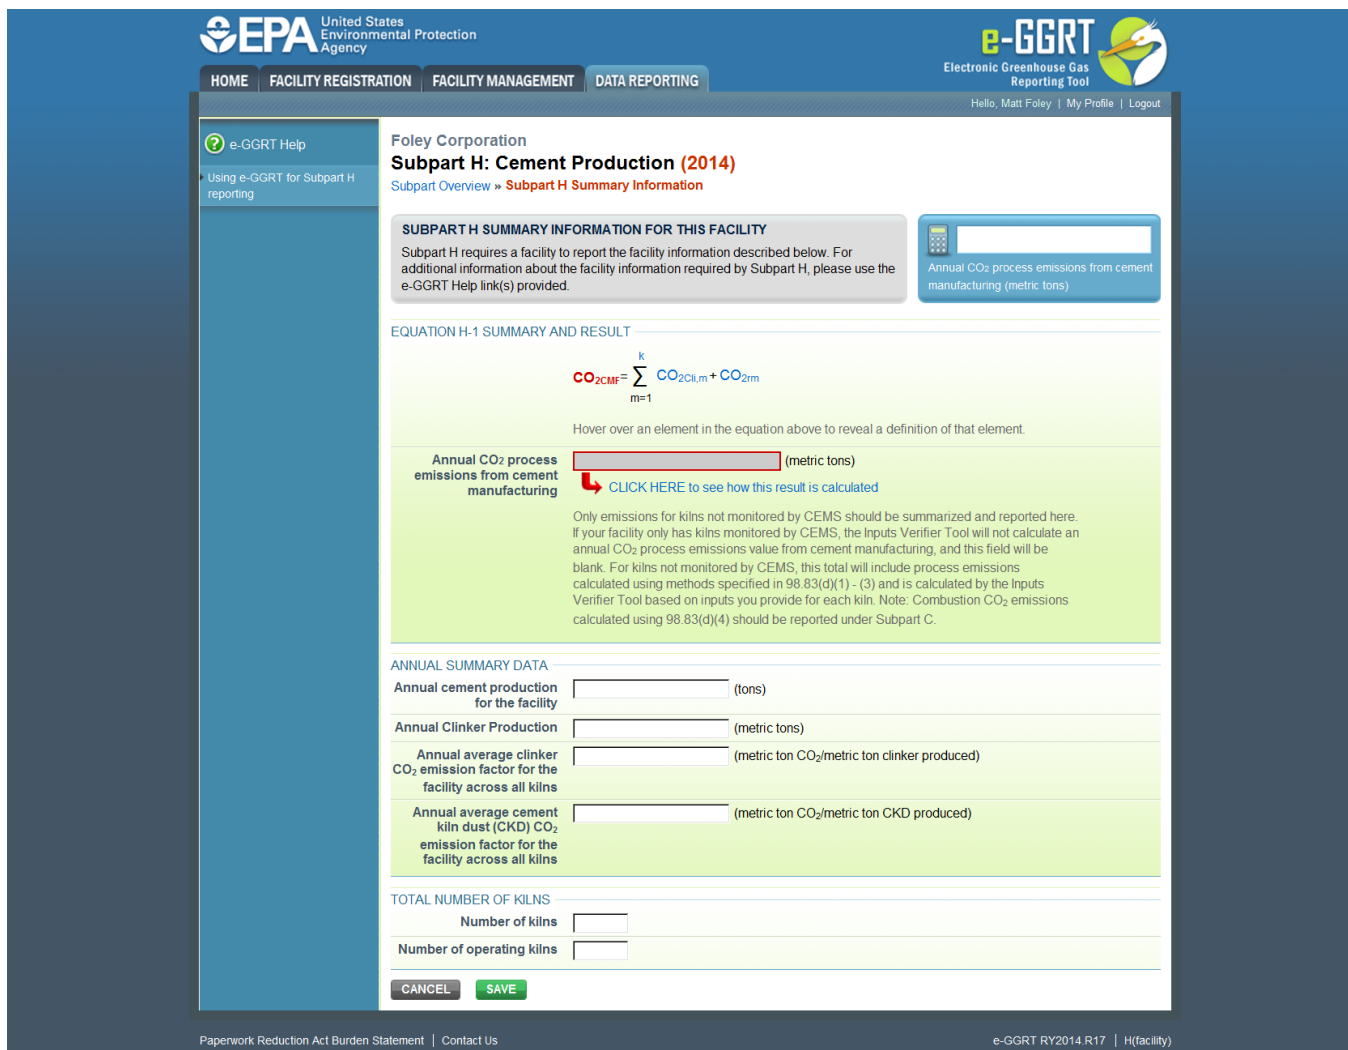 EPA United States
Environmental Protection
Agency
e-GGRT
Electronic Greenhouse Gas
Reporting Tool
HOME FACILITY REGISTRATION FACILITY MANAGEMENT DATA REPORTING
Hello, Matt Foley | My Profile | Logout
e-GGRT Help
Using e-GGRT for Subpart H
reporting
Foley Corporation
Subpart H: Cement Production (2014)
Subpart Overview » Subpart H Summary Information
SUBPART H SUMMARY INFORMATION FOR THIS FACILITY
Subpart H requires a facility to report the facility information described below. For
additional information about the facility information required by Subpart H, please use the
e-GGRT Help link(s) provided.
Annual CO2 process emissions from cement
manufacturing (metric tons)
EQUATION H-1 SUMMARY AND RESULT
k
CO2CMF= ∑ CO2Cli,m + CO2rm
m=1
Hover over an element in the equation above to reveal a definition of that element.
Annual CO2 process
emissions from cement
manufacturing
(metric tons)
CLICK HERE to see how this result is calculated
Only emissions for kilns not monitored by CEMS should be summarized and reported here.
If your facility only has kilns monitored by CEMS, the Inputs Verifier Tool will not calculate an
annual CO2 process emissions value from cement manufacturing, and this field will be
blank. For kilns not monitored by CEMS, this total will include process emissions
calculated using methods specified in 98.83(d)(1) - (3) and is calculated by the Inputs
Verifier Tool based on inputs you provide for each kiln. Note: Combustion CO2 emissions
calculated using 98.83(d)(4) should be reported under Subpart C.
ANNUAL SUMMARY DATA
Annual cement production
for the facility
(tons)
Annual Clinker Production
(metric tons)
Annual average clinker
CO2 emission factor for the
facility across all kilns
(metric ton CO2/metric ton clinker produced)
Annual average cement
kiln dust (CKD) CO2
emission factor for the
facility across all kilns
(metric ton CO2/metric ton CKD produced)
TOTAL NUMBER OF KILNS
Number of kilns
Number of operating kilns
CANCEL SAVE
Paperwork Reduction Act Burden Statement | Contact Us
e-GGRT RY2014.R17 | H(facility)